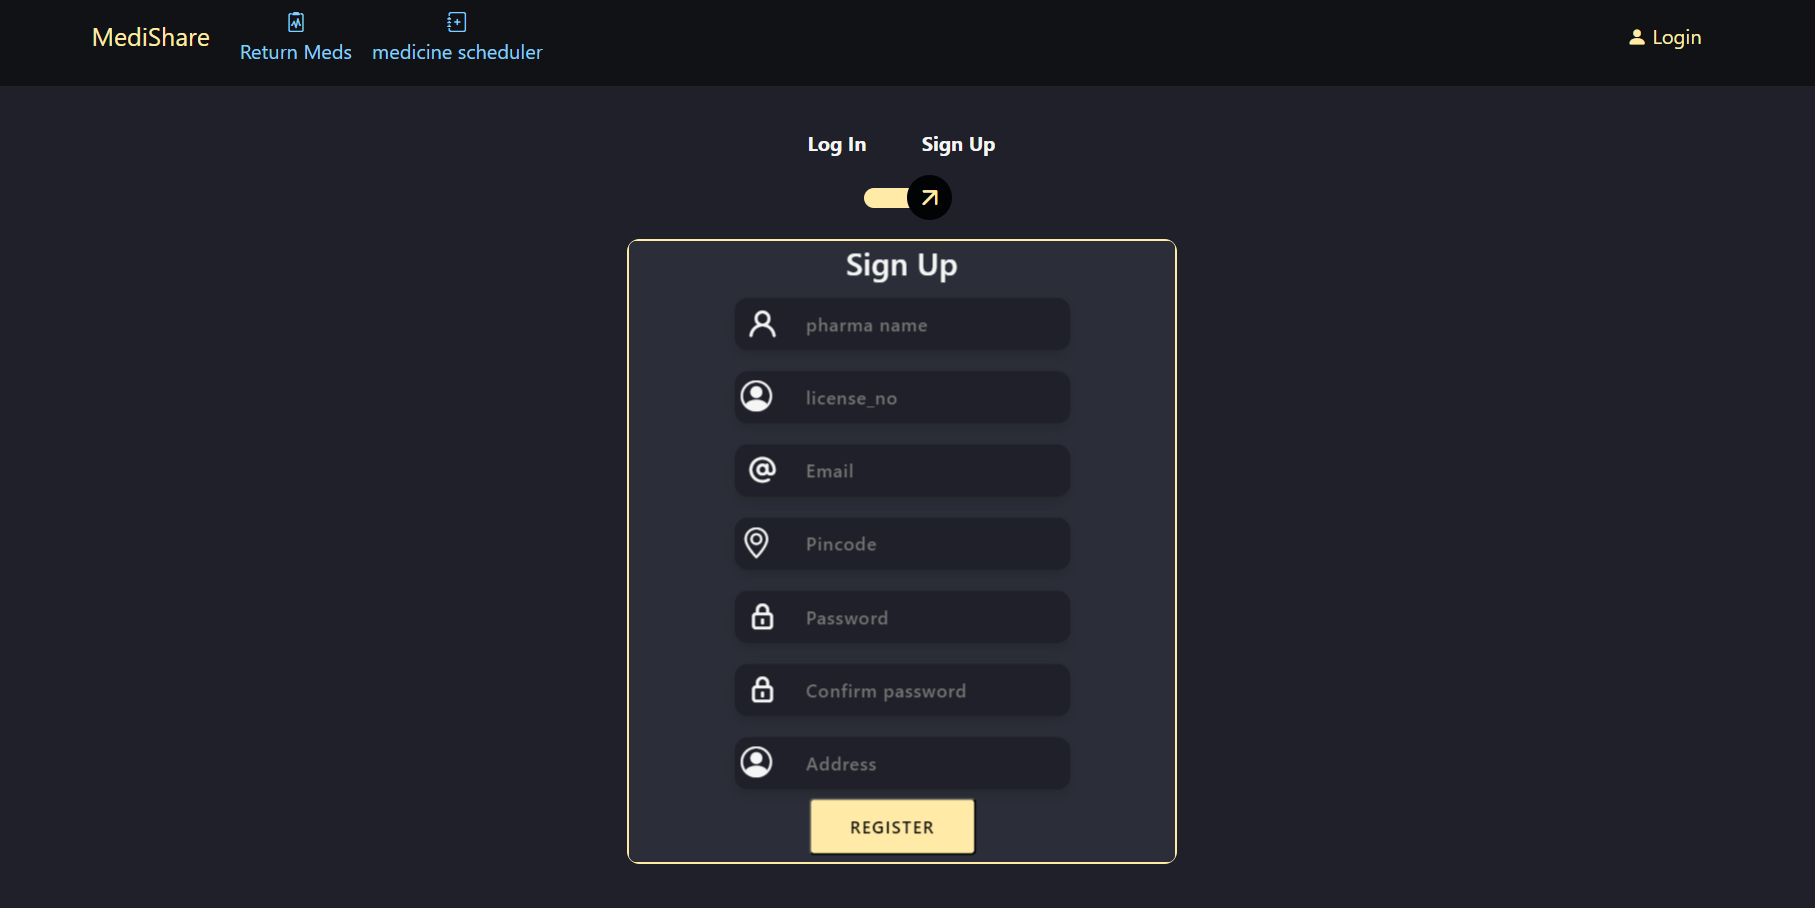 MediShare
Return Meds
medicine scheduler
Login
Log In
Sign Up
Sign Up
pharma name
license_no
Email
Pincode
Password
Confirm password
Address
REGISTER